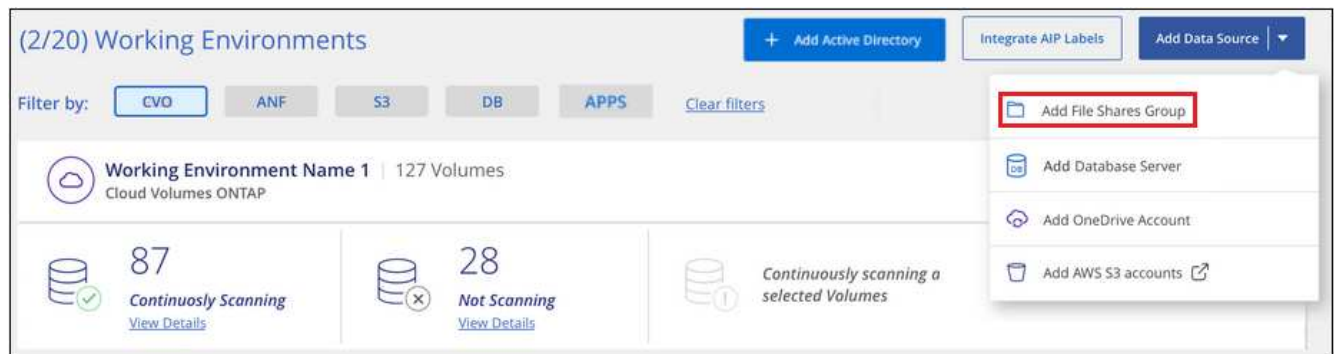 (2/20) Working Environments
+ Add Active Directory
Integrate AIP Labels
Add Data Source
Filter by:
CVO
ANF
S3
DB
APPS
Clear filters
Add File Shares Group
DB
Add Database Server
Add OneDrive Account
Add AWS S3 accounts
Working Environment Name 1 | 127 Volumes
Cloud Volumes ONTAP
87
Continuosly Scanning
View Details
28
Not Scanning
View Details
Continuously scanning a
selected Volumes